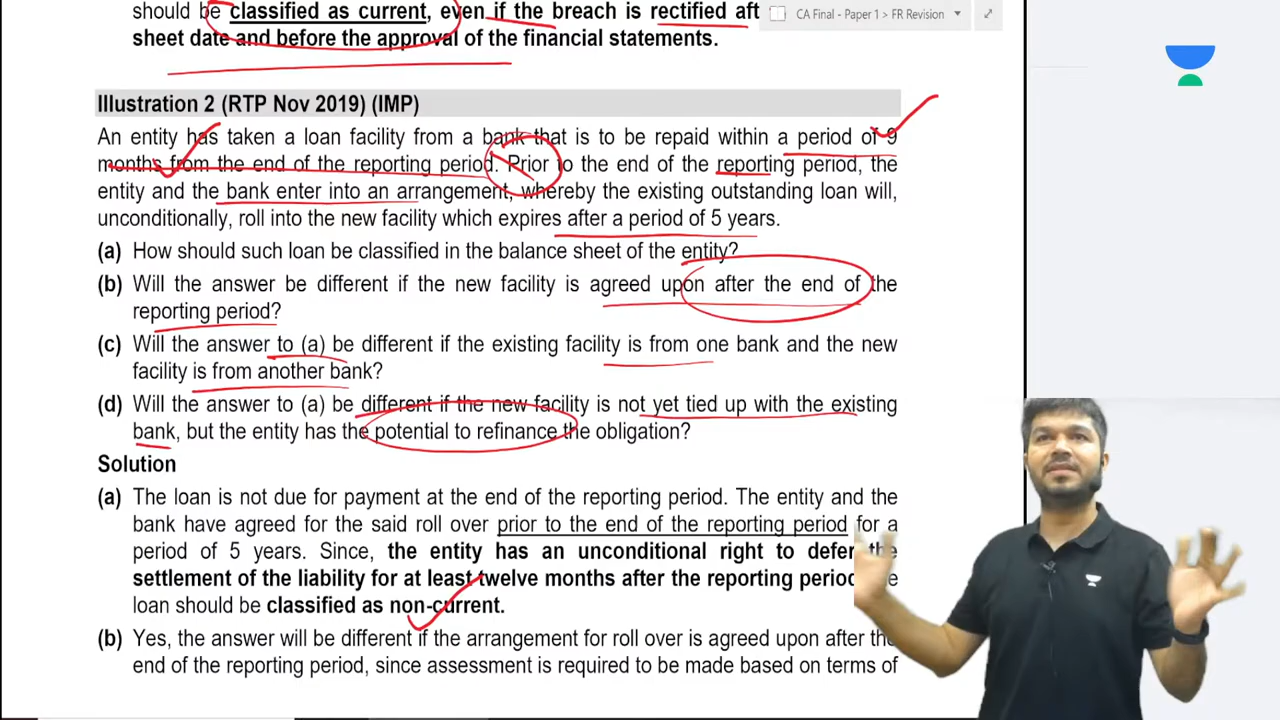 should be classified as current, even if the breach is rectified aft
CA Final - Paper 1 > FR Revision
sheet date and before the approval of the financial statements.
Illustration 2 (RTP Nov 2019) (IMP)
An entity has taken a loan facility from a bank that is to be repaid within a period of 9
months from the end of the reporting period. Prior to the end of the reporting period, the
entity and the bank enter into an arrangement, whereby the existing outstanding loan will,
unconditionally, roll into the new facility which expires after a period of 5 years.
(a) How should such loan be classified in the balance sheet of the entity?
(b) Will the answer be different if the new facility is agreed upon after the end of the
reporting period?
(c) Will the answer to (a) be different if the existing facility is from one bank and the new
facility is from another bank?
(d) Will the answer to (a) be different if the new facility is not yet tied up with the existing
bank, but the entity has the potential to refinance the obligation?
Solution
(a) The loan is not due for payment at the end of the reporting period. The entity and the
bank have agreed for the said roll over prior to the end of the reporting period for a
period of 5 years. Since, the entity has an unconditional right to defer the
settlement of the liability for at least twelve months after the reporting period
loan should be classified as non-current.
(b) Yes, the answer will be different if the arrangement for roll over is agreed upon after the
end of the reporting period, since assessment is required to be made based on terms of